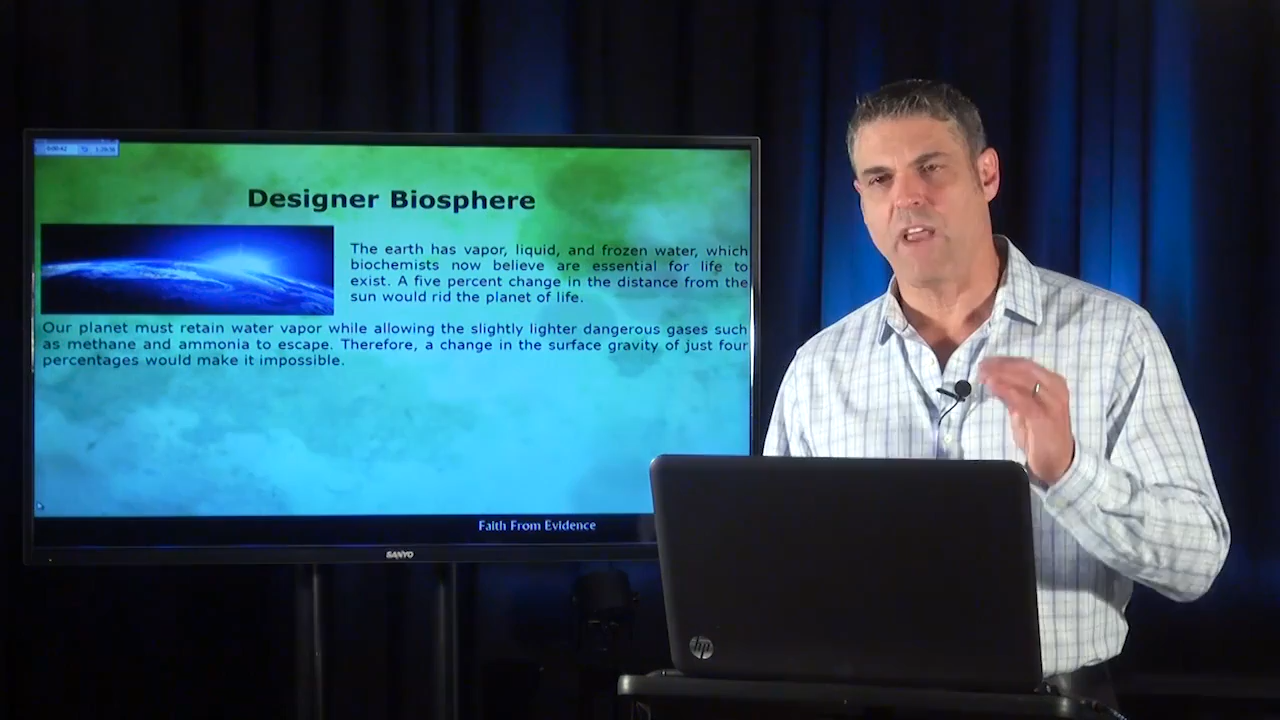 Designer Biosphere
The earth has vapor, liquid, and frozen water, which
biochemists now believe are essential for life to
exist. A five percent change in the distance from the
sun would rid the planet of life.
Our planet must retain water vapor while allowing the slightly lighter dangerous gases such
as methane and ammonia to escape. Therefore, a change in the surface gravity of just four
percentages would make it impossible.
Faith From Evidence
SANYO
hp